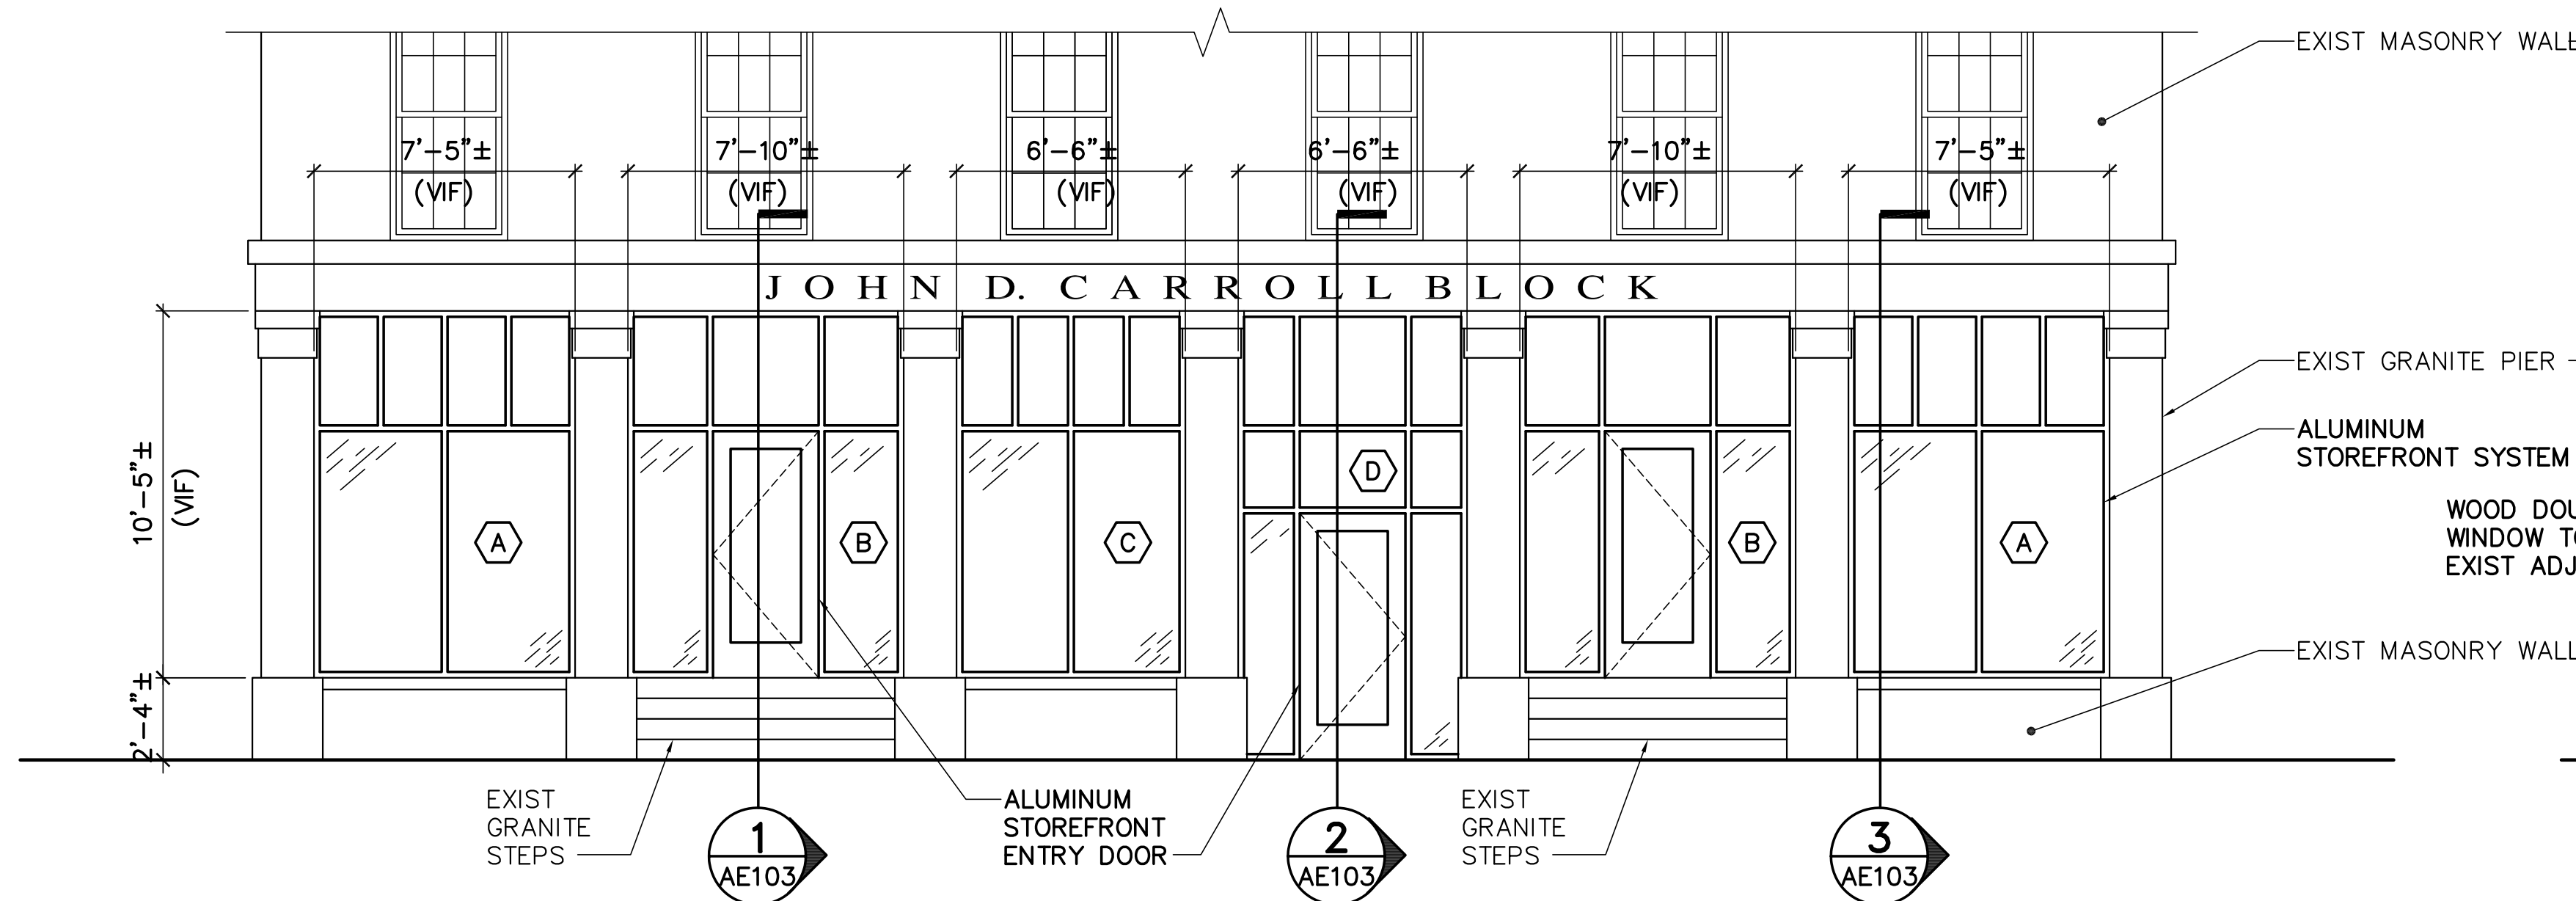 EXIST MASONRY WALL
7'-5"± 7'-10"± 6'-6"± 6'-6"± 7'-10"± 7'-5"±
(VIF) (VIF) (VIF) (VIF) (VIF) (VIF)
JOHN D. CARROLL BLOCK
EXIST GRANITE PIER
ALUMINUM
STOREFRONT SYSTEM
10'-5"±
(VIF)
D
A B C B A
WOOD
WINDOW
EXIST
EXIST MASONRY WALL
2'-4"±
EXIST
GRANITE
STEPS
ALUMINUM
STOREFRONT
ENTRY DOOR
EXIST
GRANITE
STEPS
1
AE103
2
AE103
3
AE103